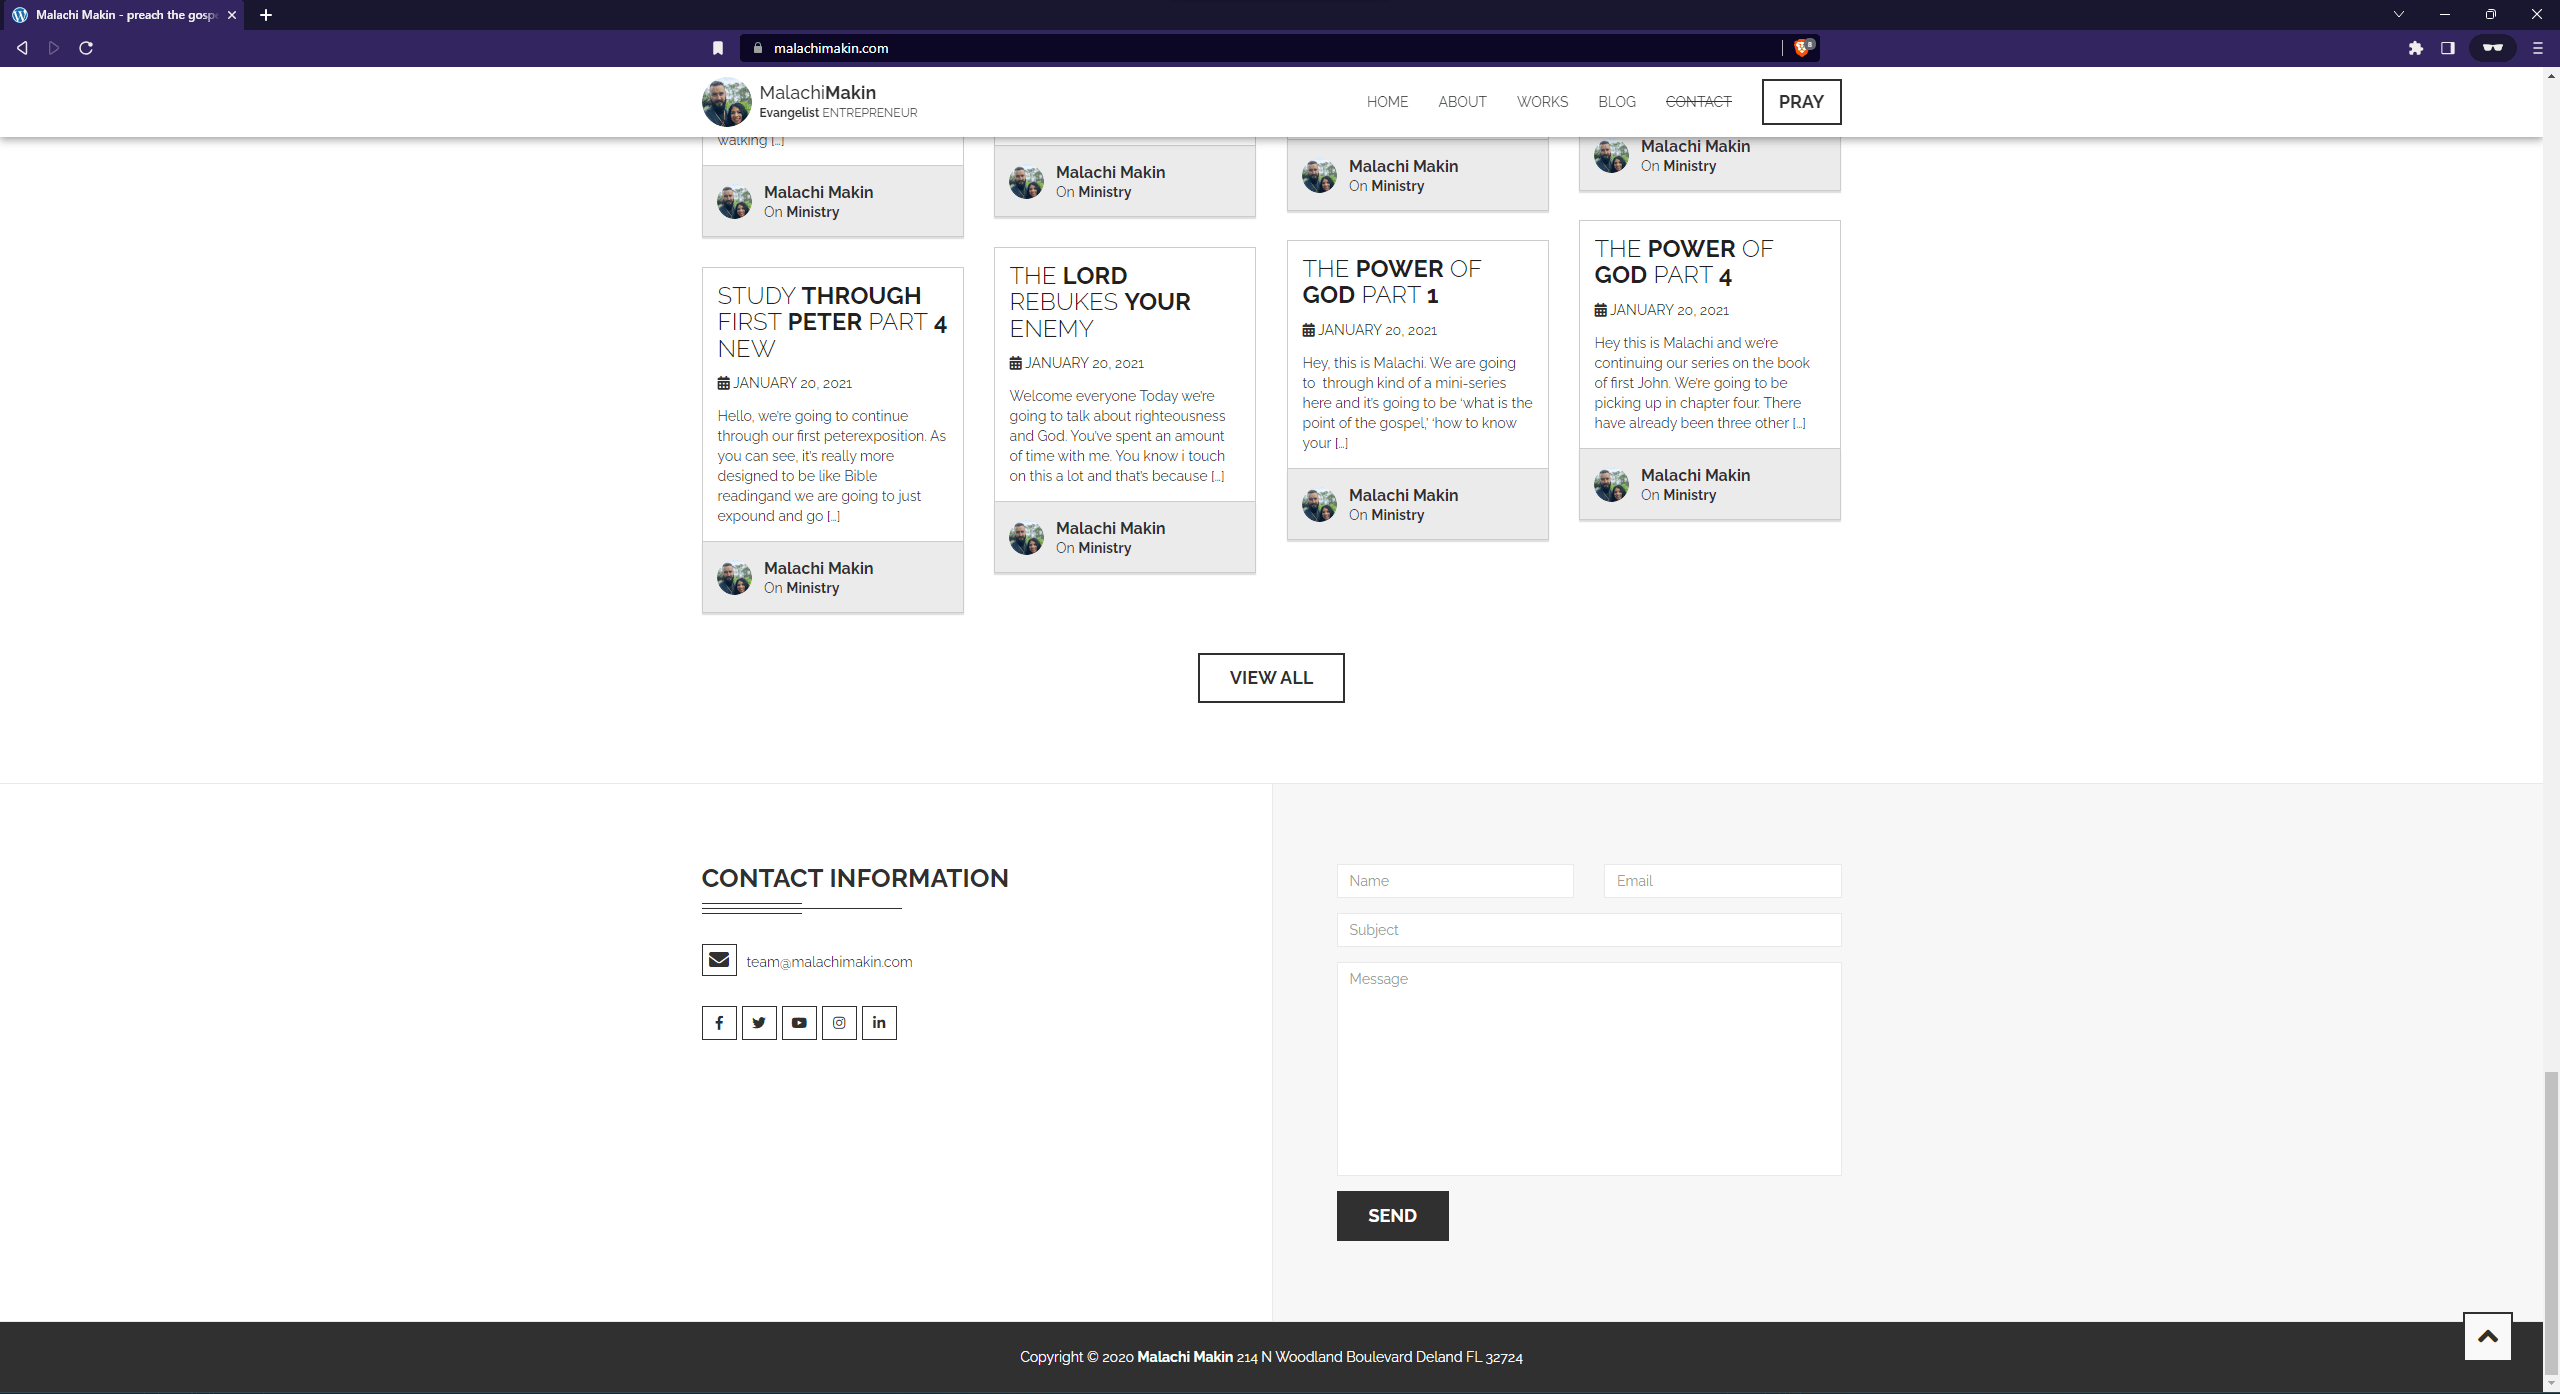 Malachi Makin - preach the gosp
malachimakin.com
8
MalachiMakin
Evangelist ENTREPRENEUR
HOME
ABOUT
WORKS
BLOG
CONTACT
PRAY
walking [...]
Malachi Makin
On Ministry
Malachi Makin
On Ministry
Malachi Makin
On Ministry
Malachi Makin
On Ministry
STUDY THROUGH
FIRST PETER PART 4
NEW
JANUARY 20, 2021
Hello, we're going to continue
through our first peterexposition. As
you can see, it's really more
designed to be like Bible
readingand we are going to just
expound and go [...]
Malachi Makin
On Ministry
THE LORD
REBUKES YOUR
ENEMY
JANUARY 20, 2021
Welcome everyone Today we're
going to talk about righteousness
and God. You've spent an amount
of time with me. You know i touch
on this a lot and that's because [...]
Malachi Makin
On Ministry
THE POWER OF
GOD PART 1
JANUARY 20, 2021
Hey, this is Malachi. We are going
to  through kind of a mini-series
here and it's going to be ‘what is the
point of the gospel,’ ‘how to know
your [...]
Malachi Makin
On Ministry
THE POWER OF
GOD PART 4
JANUARY 20, 2021
Hey this is Malachi and we're
continuing our series on the book
of first John. We're going to be
picking up in chapter four. There
have already been three other [...]
Malachi Makin
On Ministry
VIEW ALL
CONTACT INFORMATION
team@malachimakin.com
Name
Email
Subject
Message
SEND
Copyright © 2020 Malachi Makin 214 N Woodland Boulevard Deland FL 32724